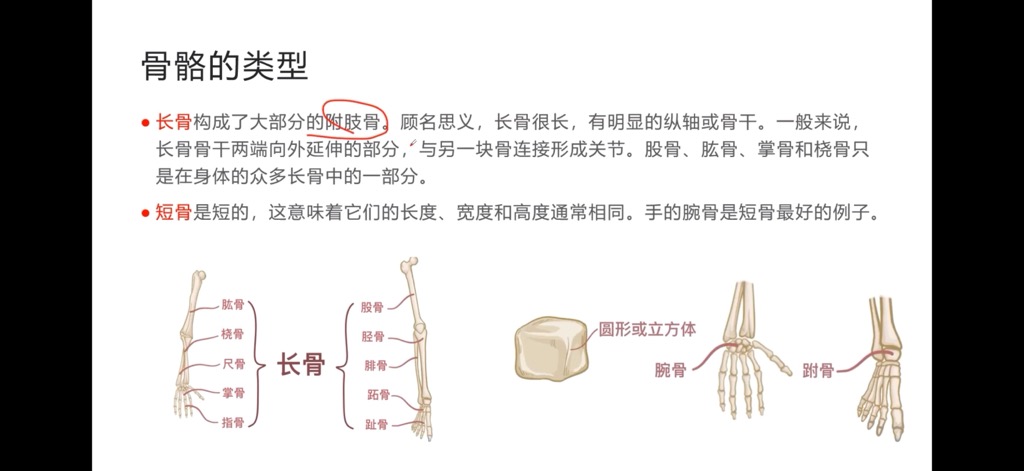 骨骼的类型
• 长骨构成了大部分的附肢骨。顾名思义，长骨很长，有明显的纵轴或骨干。一般来说，
长骨骨干两端向外延伸的部分，与另一块骨连接形成关节。股骨、肱骨、掌骨和桡骨只
是在身体的众多长骨中的一部分。
• 短骨是短的，这意味着它们的长度、宽度和高度通常相同。手的腕骨是短骨最好的例子。
肱骨
桡骨
尺骨
掌骨
指骨
长骨
股骨
胫骨
腓骨
跖骨
趾骨
圆形或立方体
腕骨
跗骨